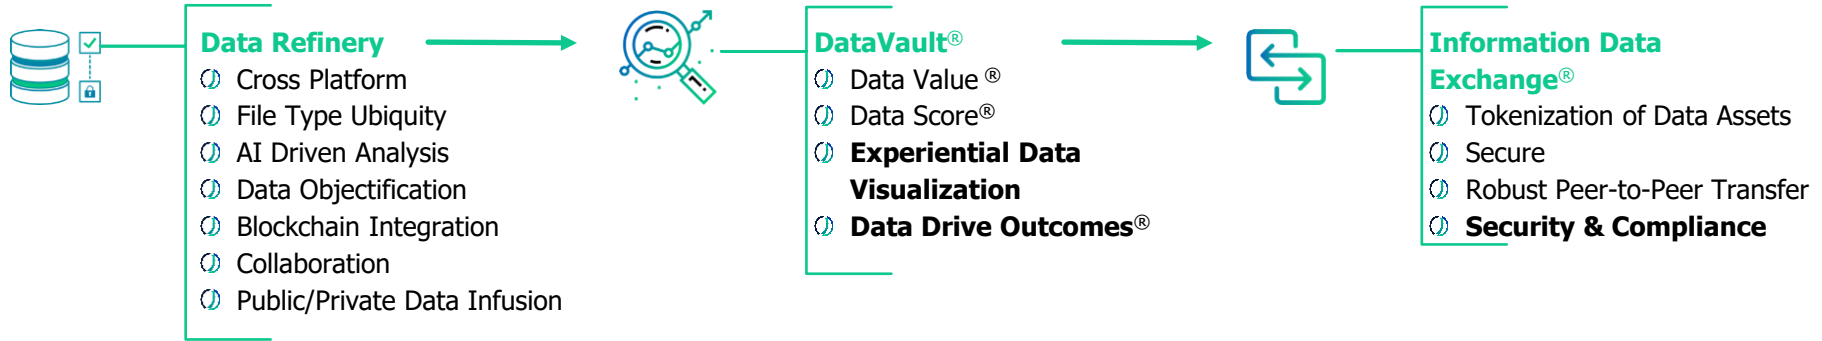 Data Refinery
Cross Platform
File Type Ubiquity
AI Driven Analysis
Data Objectification
Blockchain Integration
Collaboration
Public/Private Data Infusion
DataVault®
Data Value ®
Data Score®
Experiential Data
Visualization
Data Drive Outcomes®
Information Data
Exchange®
Tokenization of Data Assets
Secure
Robust Peer-to-Peer Transfer
Security & Compliance